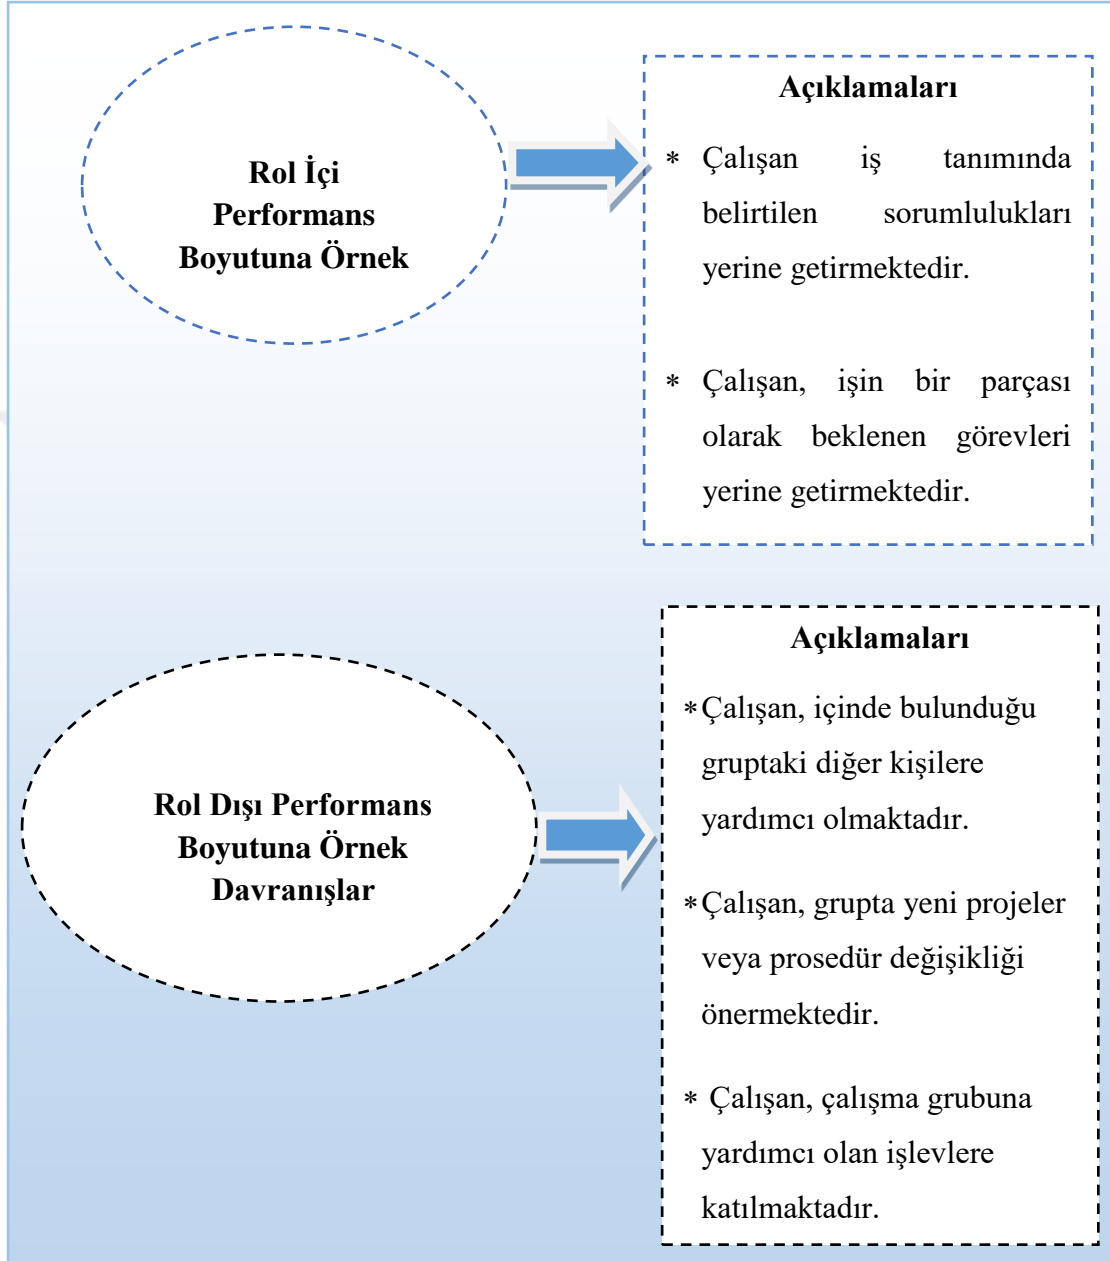 Rol İçi
Performans
Boyutuna Örnek
Açıklamaları
* Çalışan iş tanımında
belirtilen sorumlulukları
yerine getirmektedir.
* Çalışan, işin bir parçası
olarak beklenen görevleri
yerine getirmektedir.
Rol Dışı Performans
Boyutuna Örnek
Davranışlar
Açıklamaları
* Çalışan, içinde bulunduğu
gruptaki diğer kişilere
yardımcı olmaktadır.
* Çalışan, grupta yeni projeler
veya prosedür değişikliği
önermektedir.
* Çalışan, çalışma grubuna
yardımcı olan işlevlere
katılmaktadır.